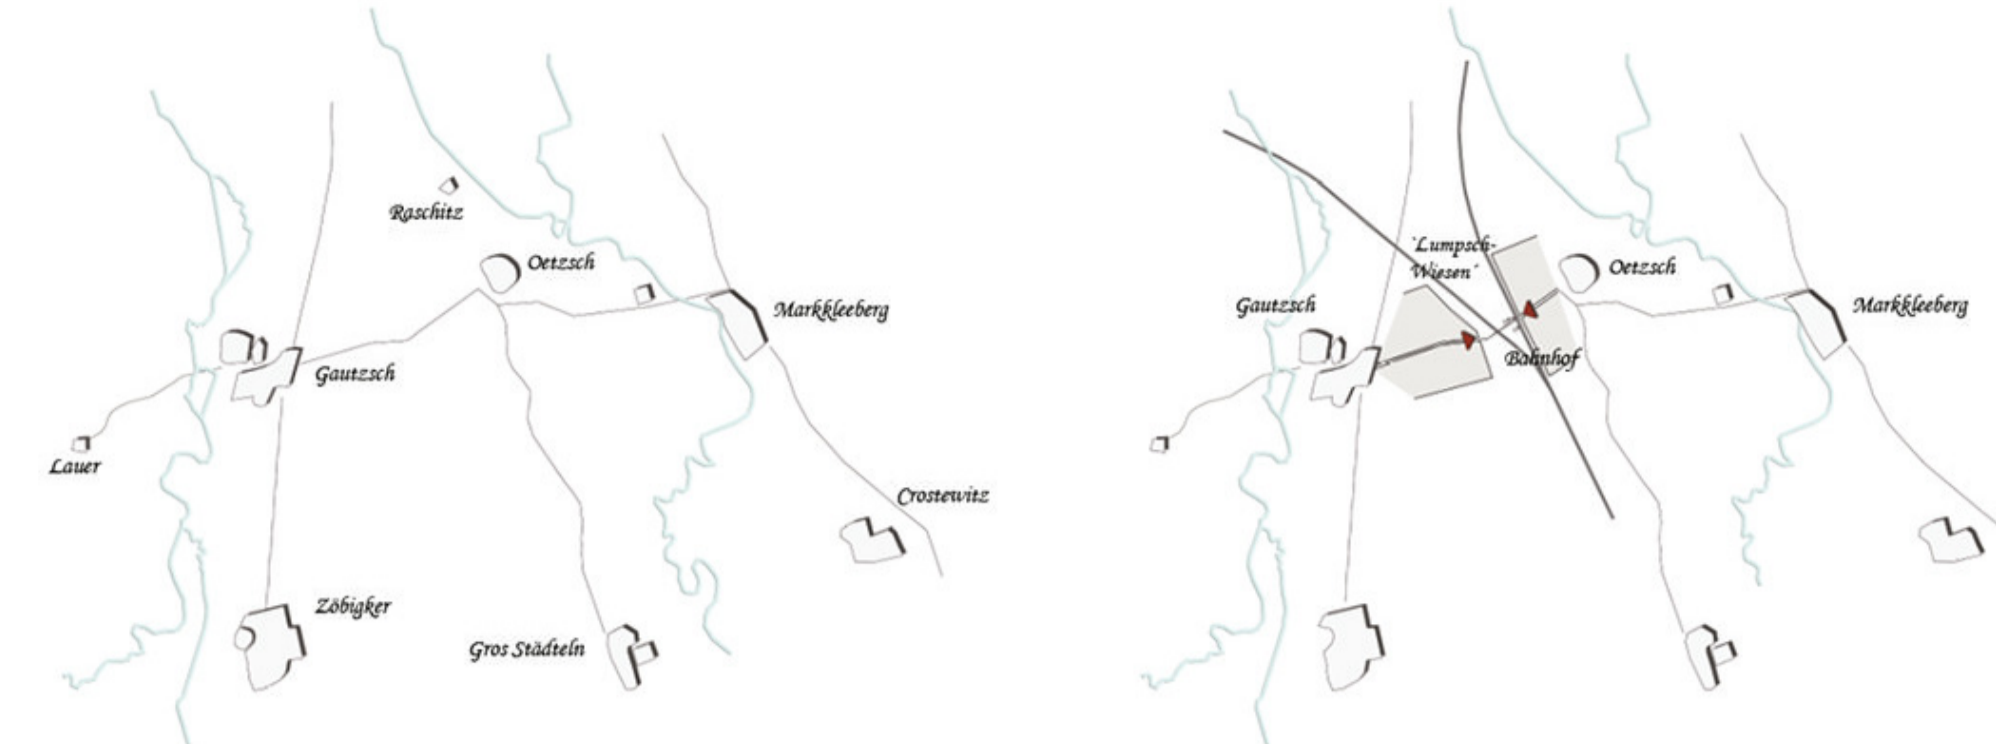 Raschitz
Oetzsch
Markkleeberg
Gautzsch
Lauer
Crostewitz
Zöbigker
Gros Städteln
'Lumpsch-
Wiesen'
Oetzsch
Gautzsch
Markkleeberg
Bahnhof